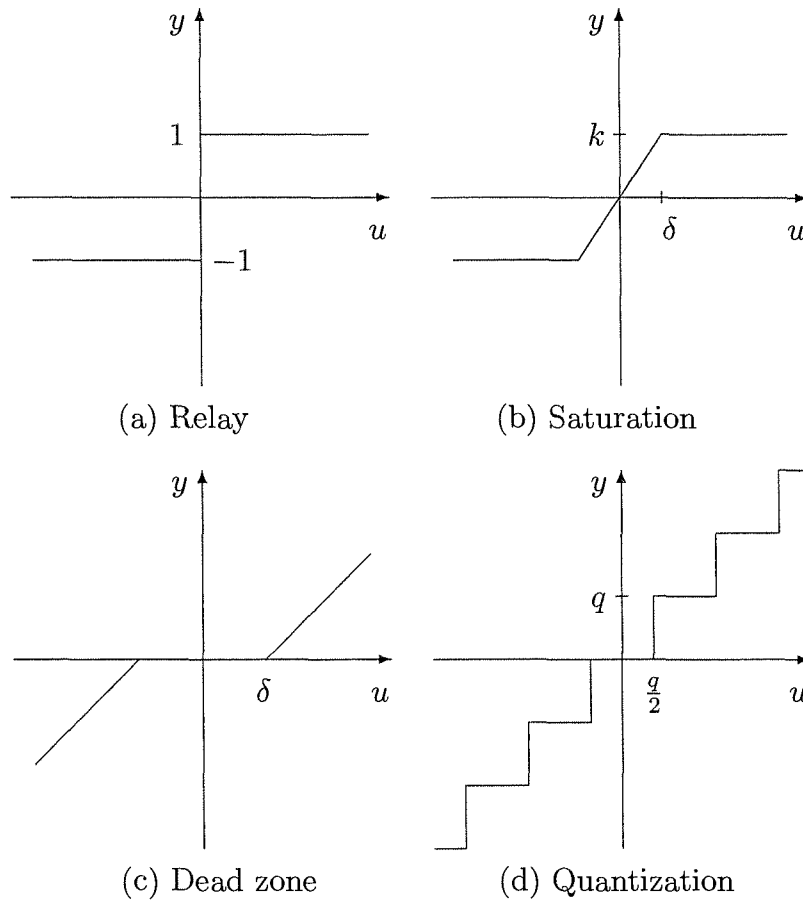 y
1
u
−1
(a) Relay
y
k
δ
u
(b) Saturation
y
δ
u
(c) Dead zone
y
q
q/2
u
(d) Quantization